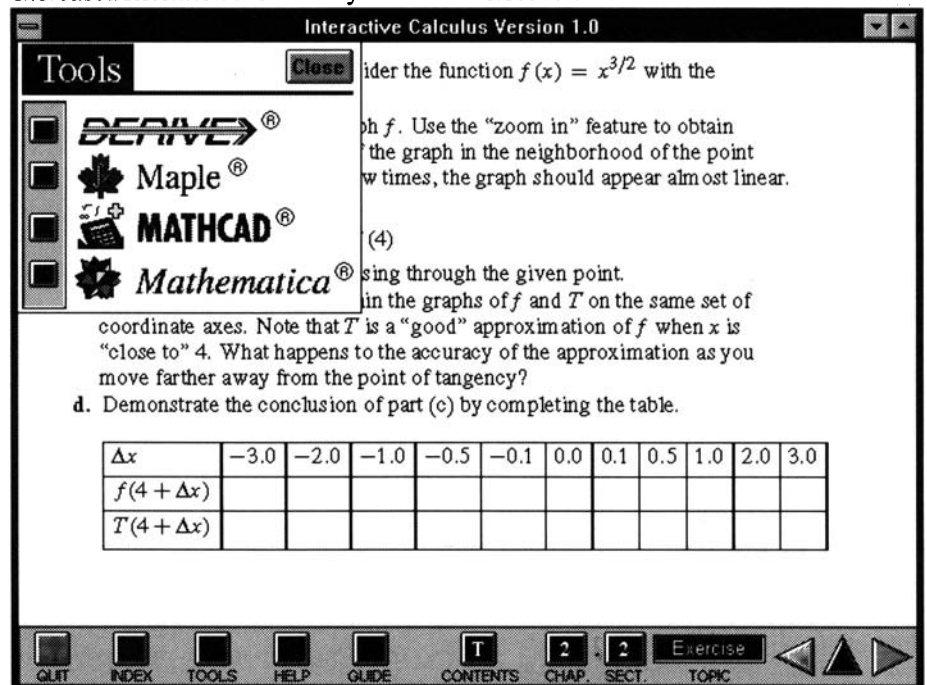 Interactive Calculus Version 1.0
Tools
Close
DERIVE®
Maple®
MATHCAD®
Mathematica®
ider the function f (x) = x^{3/2} with the
ph f. Use the “zoom in” feature to obtain
the graph in the neighborhood of the point
w times, the graph should appear almost linear.
(4)
sing through the given point.
in the graphs of f and T on the same set of
coordinate axes. Note that T is a “good” approximation of f when x is
“close to” 4. What happens to the accuracy of the approximation as you
move farther away from the point of tangency?
d. Demonstrate the conclusion of part (c) by completing the table.
Δx −3.0 −2.0 −1.0 −0.5 −0.1 0.0 0.1 0.5 1.0 2.0 3.0
f(4 + Δx)
T(4 + Δx)
T 2 . 2 Exercise
QUIT INDEX TOOLS HELP GUIDE CONTENTS CHAP. SECT. TOPIC